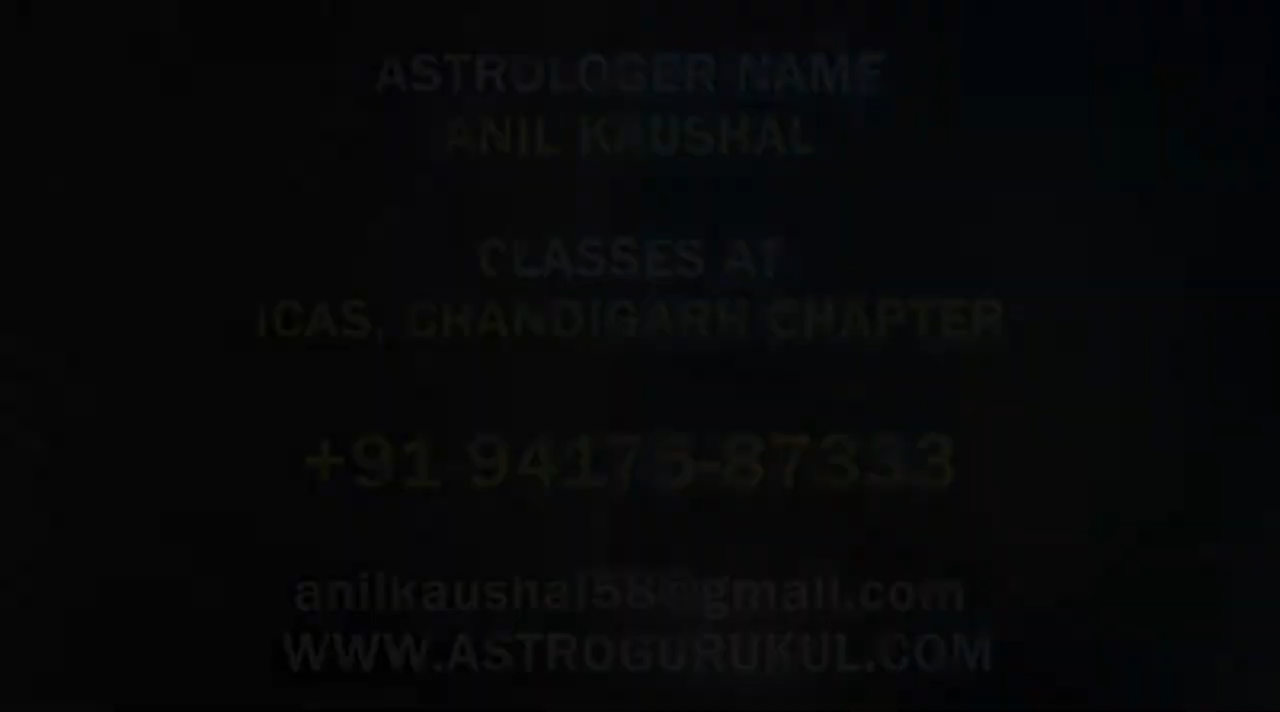 ASTROLOGER NAME
ANIL KAUSHAL
CLASSES AT
ICAS, CHANDIGARH CHAPTER
+91 94175-87333
anilkaushal58@gmail.com
WWW.ASTROGURUKUL.COM